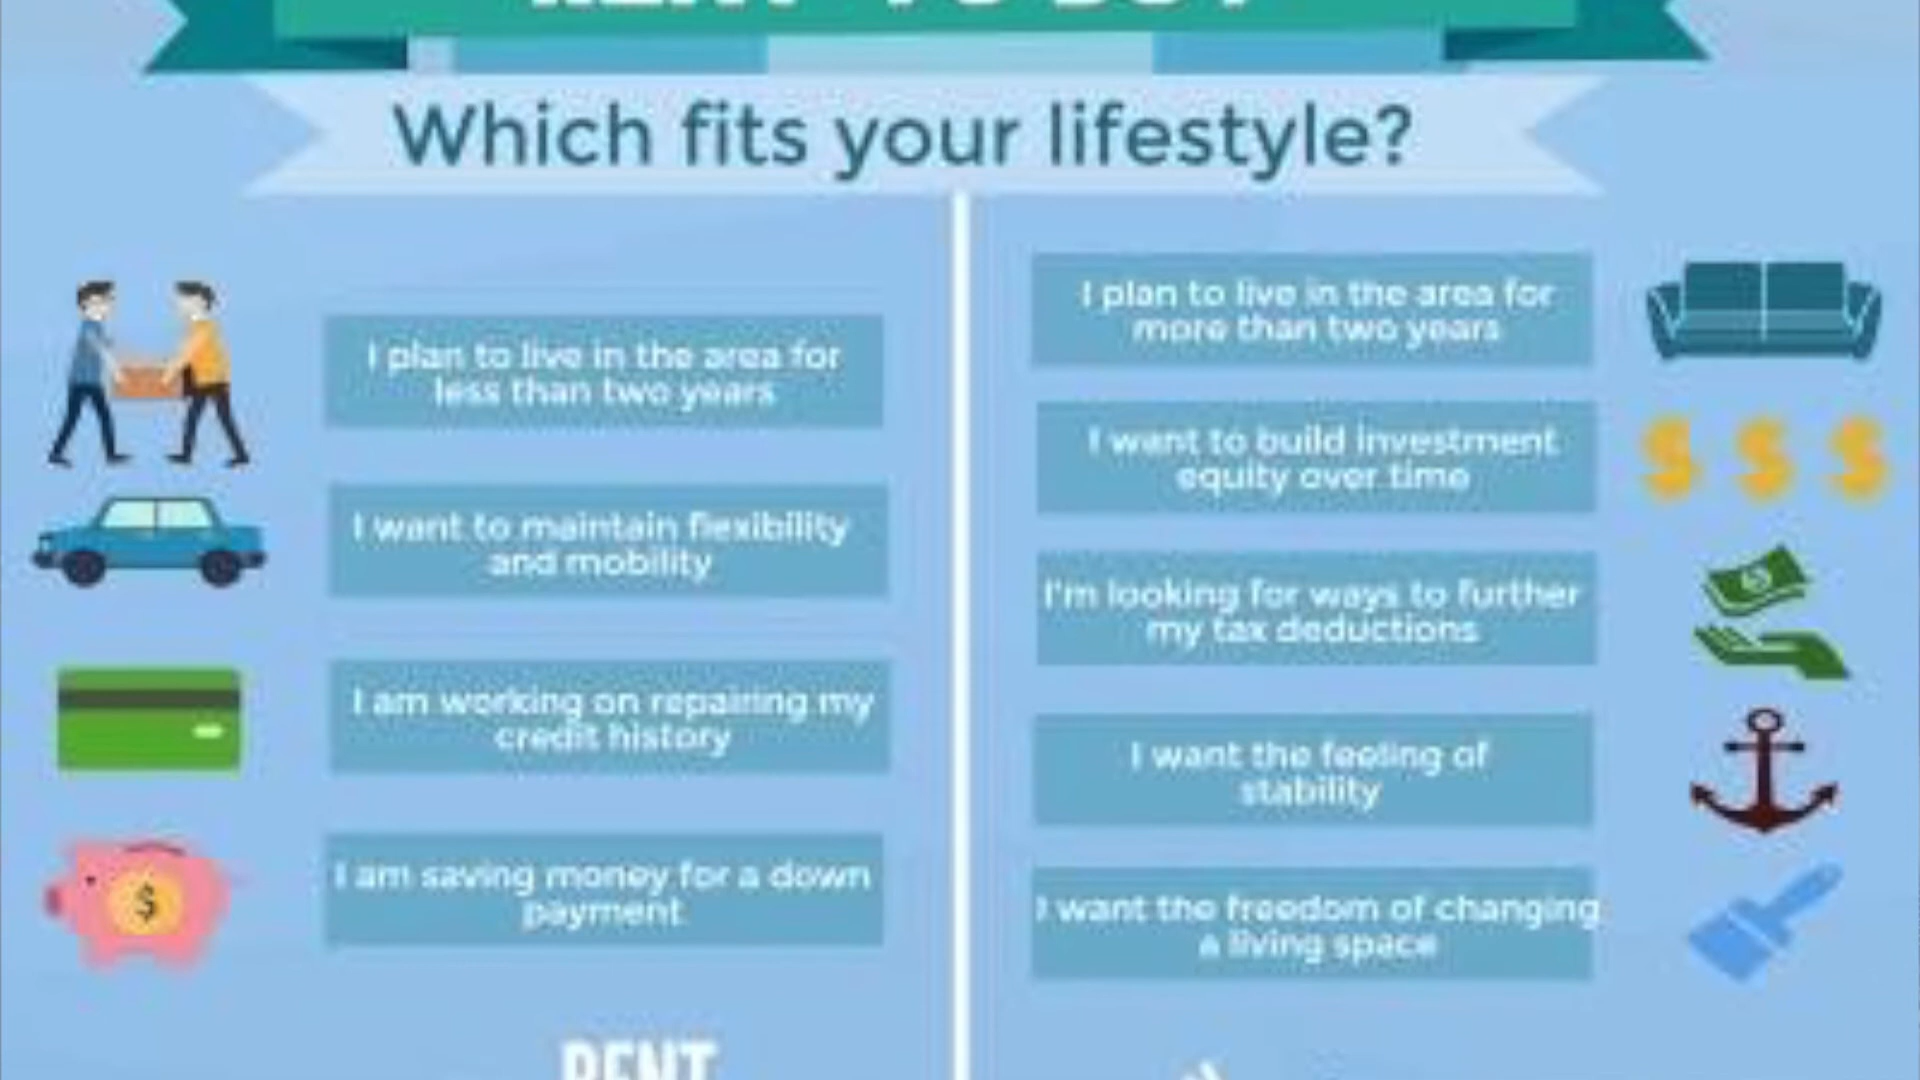 Which fits your lifestyle?
I plan to live in the area for
less than two years
I want to maintain flexibility
and mobility
I am working on repairing my
credit history
I am saving money for a down
payment
RENT
I plan to live in the area for
more than two years
I want to build investment
equity over time
I'm looking for ways to further
my tax deductions
I want the feeling of
stability
I want the freedom of changing
a living space